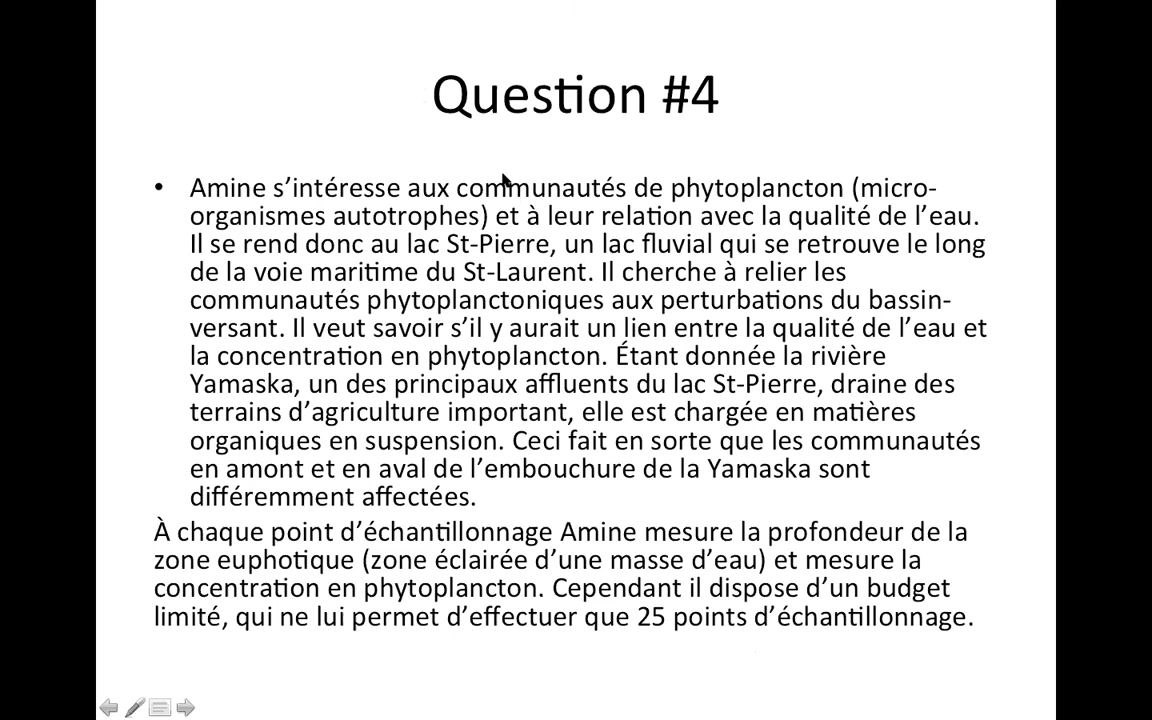 Question #4
• Amine s’intéresse aux communautés de phytoplancton (micro-
organismes autotrophes) et à leur relation avec la qualité de l’eau.
Il se rend donc au lac St-Pierre, un lac fluvial qui se retrouve le long
de la voie maritime du St-Laurent. Il cherche à relier les
communautés phytoplanctoniques aux perturbations du bassin-
versant. Il veut savoir s’il y aurait un lien entre la qualité de l’eau et
la concentration en phytoplancton. Étant donnée la rivière
Yamaska, un des principaux affluents du lac St-Pierre, draine des
terrains d’agriculture important, elle est chargée en matières
organiques en suspension. Ceci fait en sorte que les communautés
en amont et en aval de l’embouchure de la Yamaska sont
différemment affectées.
À chaque point d’échantillonnage Amine mesure la profondeur de la
zone euphotique (zone éclairée d’une masse d’eau) et mesure la
concentration en phytoplancton. Cependant il dispose d’un budget
limité, qui ne lui permet d’effectuer que 25 points d’échantillonnage.